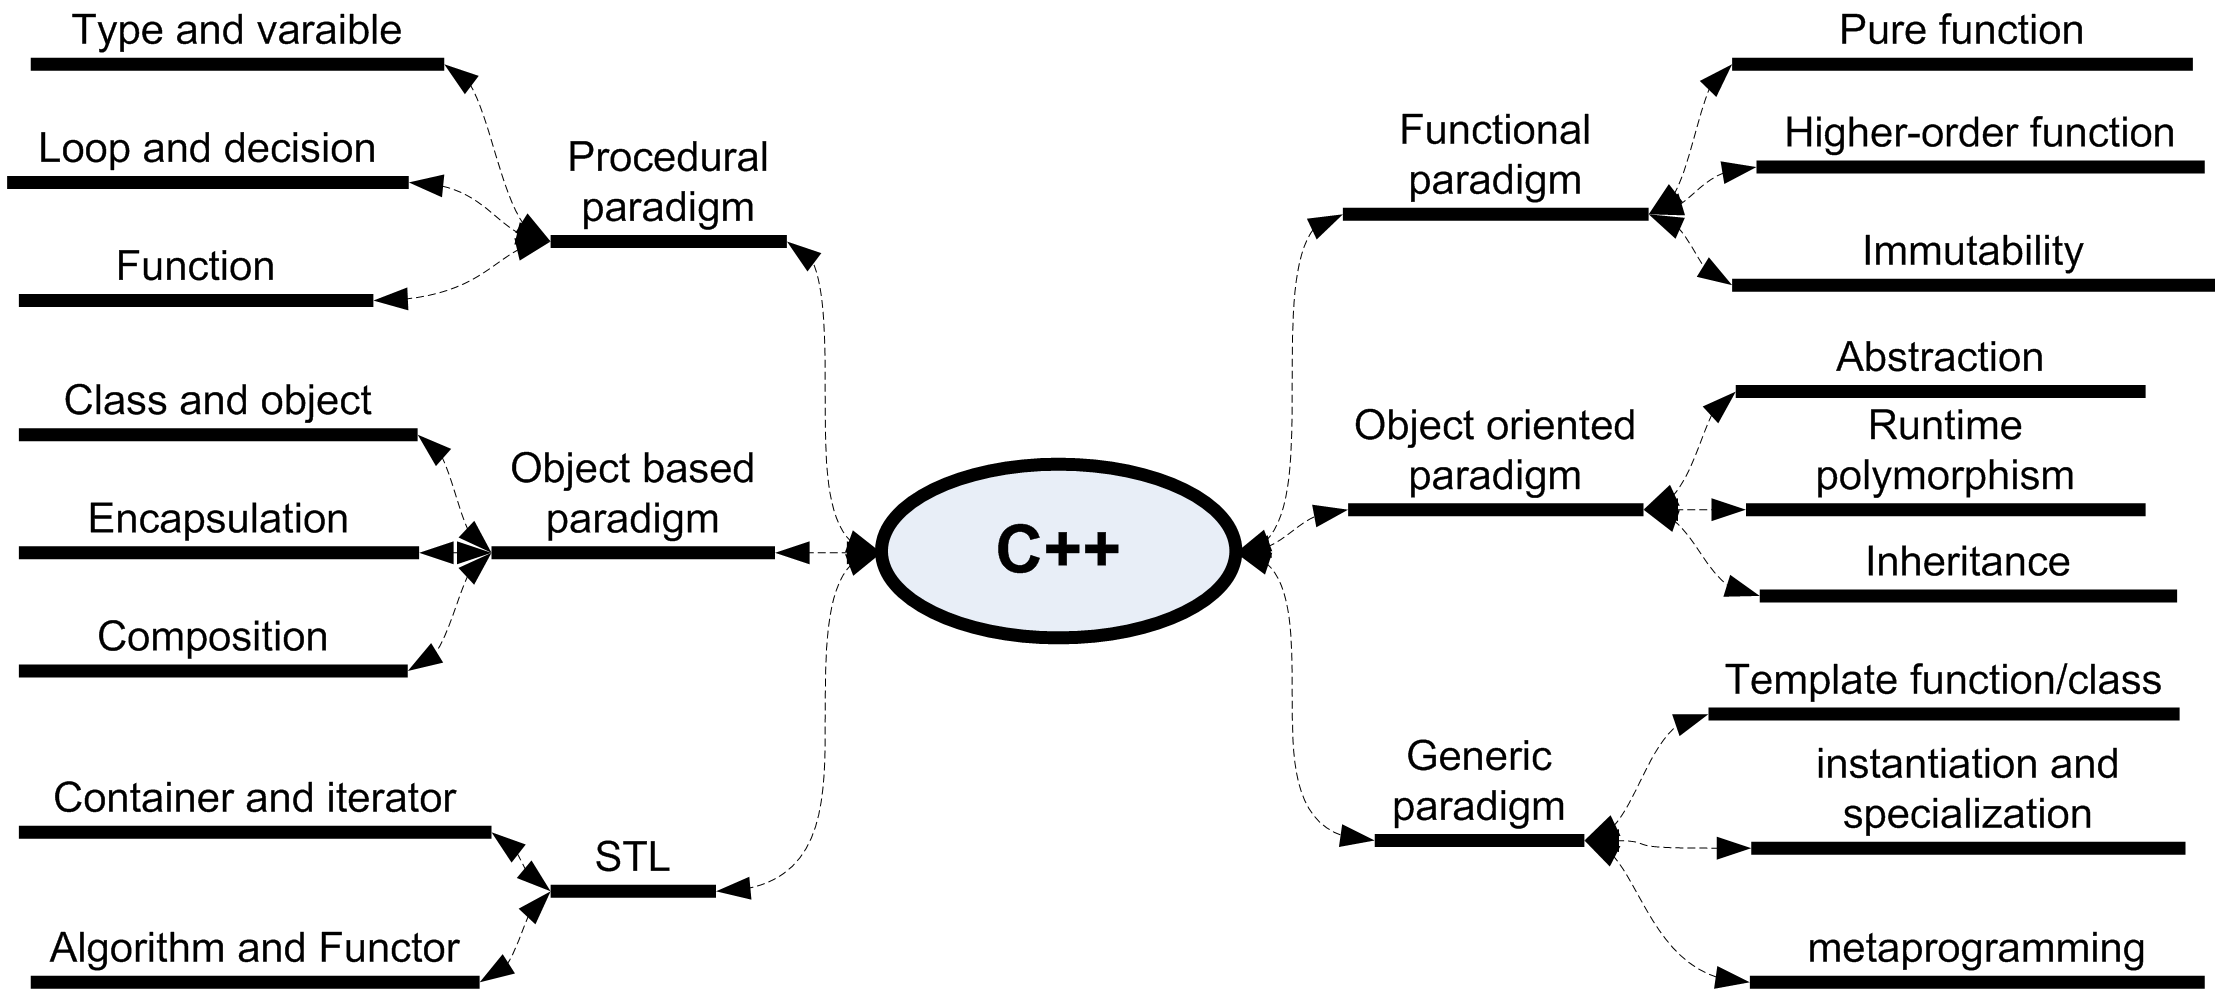 Type and varaible
Loop and decision
Function
Procedural
paradigm
Class and object
Encapsulation
Composition
Object based
paradigm
Container and iterator
Algorithm and Functor
STL
C++
Functional
paradigm
Pure function
Higher-order function
Immutability
Object oriented
paradigm
Abstraction
Runtime
polymorphism
Inheritance
Generic
paradigm
Template function/class
instantiation and
specialization
metaprogramming